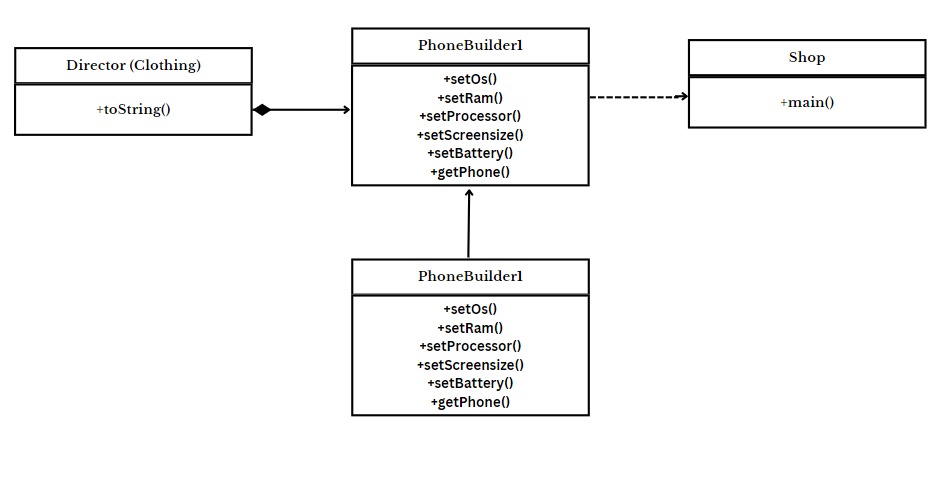 Director (Clothing)
+toString()
PhoneBuilder1
+setOs()
+setRam()
+setProcessor()
+setScreensize()
+setBattery()
+getPhone()
Shop
+main()
PhoneBuilder1
+setOs()
+setRam()
+setProcessor()
+setScreensize()
+setBattery()
+getPhone()